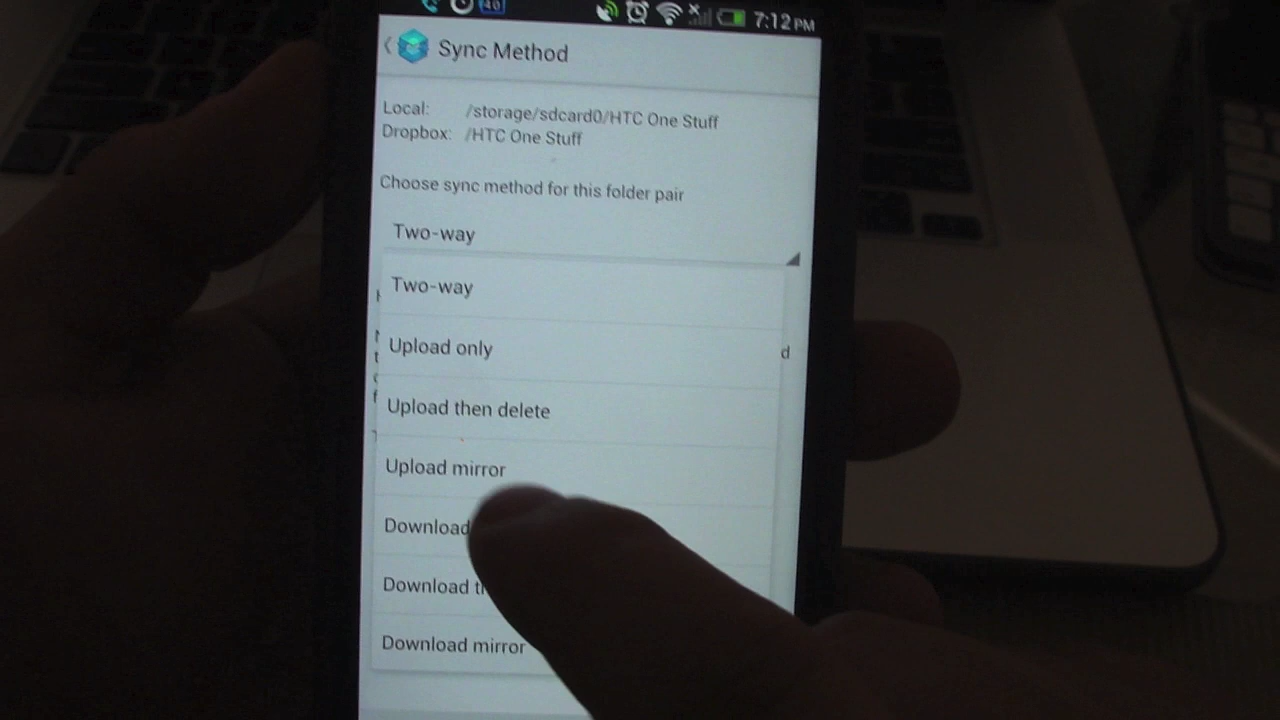 40 7:12 PM
Sync Method
Local: /storage/sdcard0/HTC One Stuff
Dropbox: /HTC One Stuff
Choose sync method for this folder pair
Two-way
Two-way
Upload only
d
Upload then delete
Upload mirror
Download
Download
Download mirror